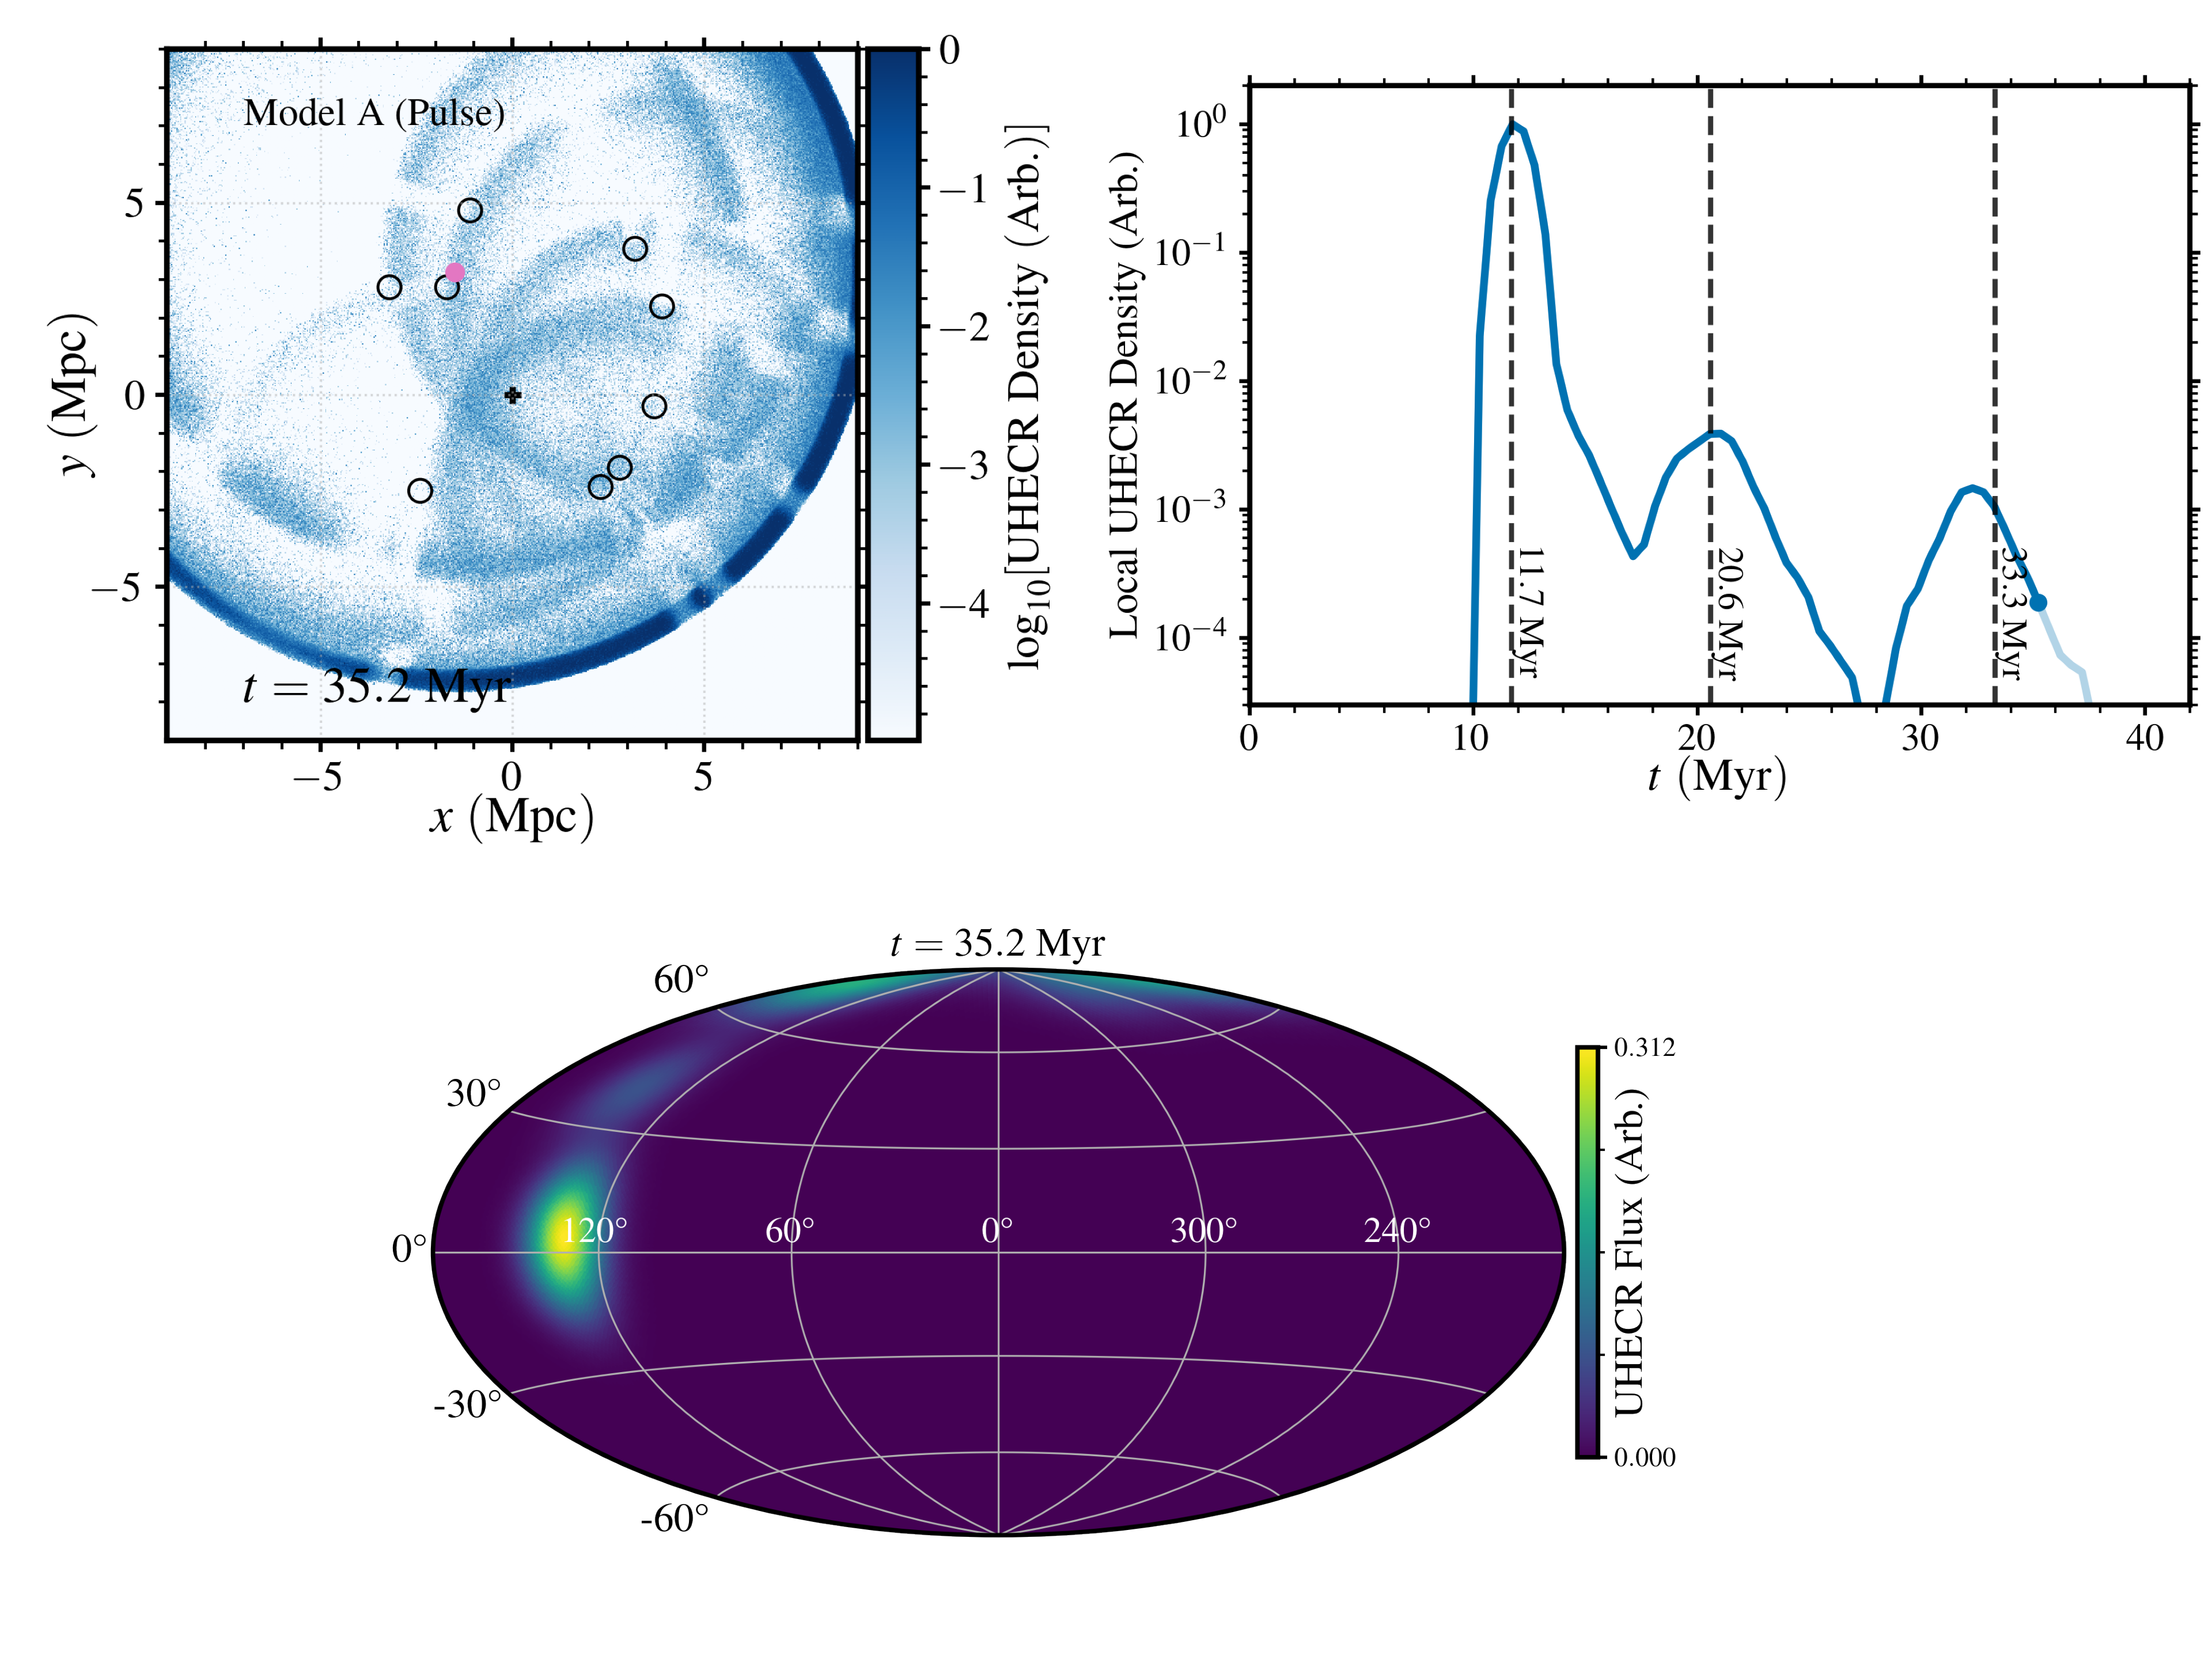 Model A (Pulse)
t = 35.2 Myr
5
0
−5
y (Mpc)
−5
0
5
x (Mpc)
0
−1
−2
−3
−4
log₁₀[UHECR Density (Arb.)]
10⁰
10⁻¹
10⁻²
10⁻³
10⁻⁴
Local UHECR Density (Arb.)
11.7 Myr
20.6 Myr
33.3 Myr
0
10
20
30
40
t (Myr)
t = 35.2 Myr
60°
30°
0°
-30°
-60°
120°
60°
0°
300°
240°
0.312
0.000
UHECR Flux (Arb.)